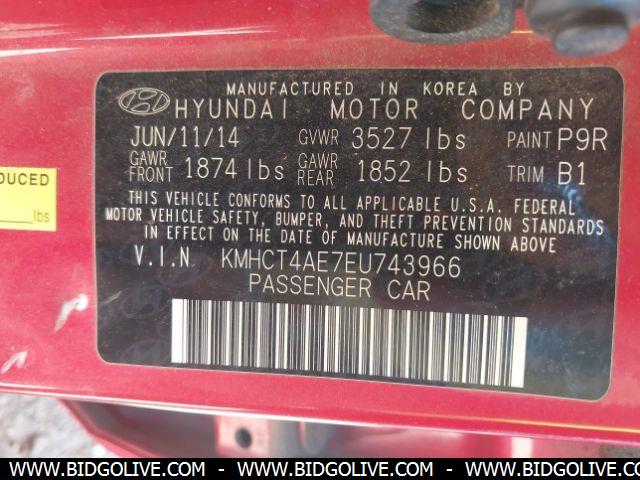 MANUFACTURED IN KOREA BY
HYUNDAI MOTOR COMPANY
JUN/11/14 GVWR 3527 lbs PAINT P9R
GAWR FRONT 1874 lbs GAWR REAR 1852 lbs TRIM B1
THIS VEHICLE CONFORMS TO ALL APPLICABLE U.S.A. FEDERAL
MOTOR VEHICLE SAFETY, BUMPER, AND THEFT PREVENTION STANDARDS
IN EFFECT ON THE DATE OF MANUFACTURE SHOWN ABOVE
V.I.N KMHCT4AE7EU743966
PASSENGER CAR
DUCED
lbs
WWW.BIDGOLIVE.COM - WWW.BIDGOLIVE.COM - WWW.BIDGOLIVE.COM